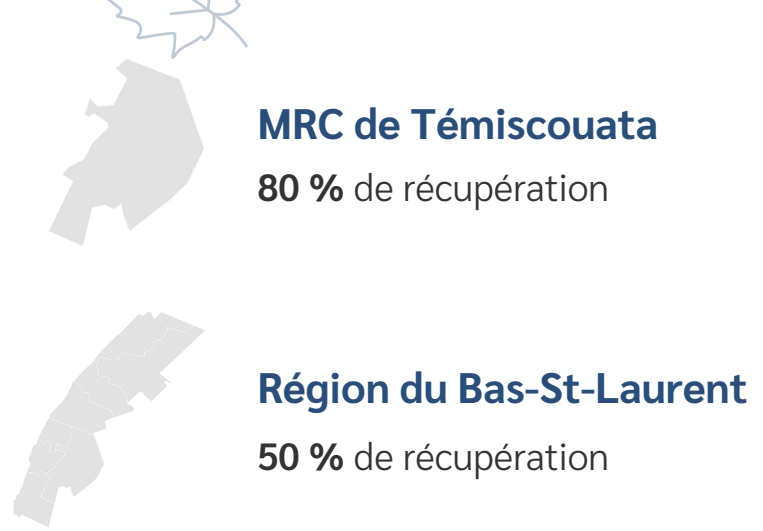 MRC de Témiscouata
80 % de récupération
Région du Bas-St-Laurent
50 % de récupération